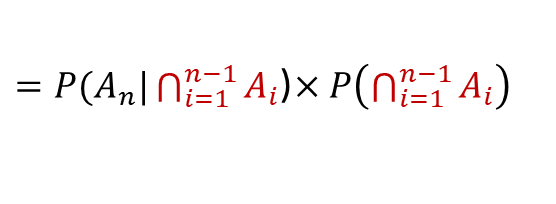 = P(Aₙ| ⋂ᵢ₌₁ⁿ⁻¹ Aᵢ) × P(⋂ᵢ₌₁ⁿ⁻¹ Aᵢ)